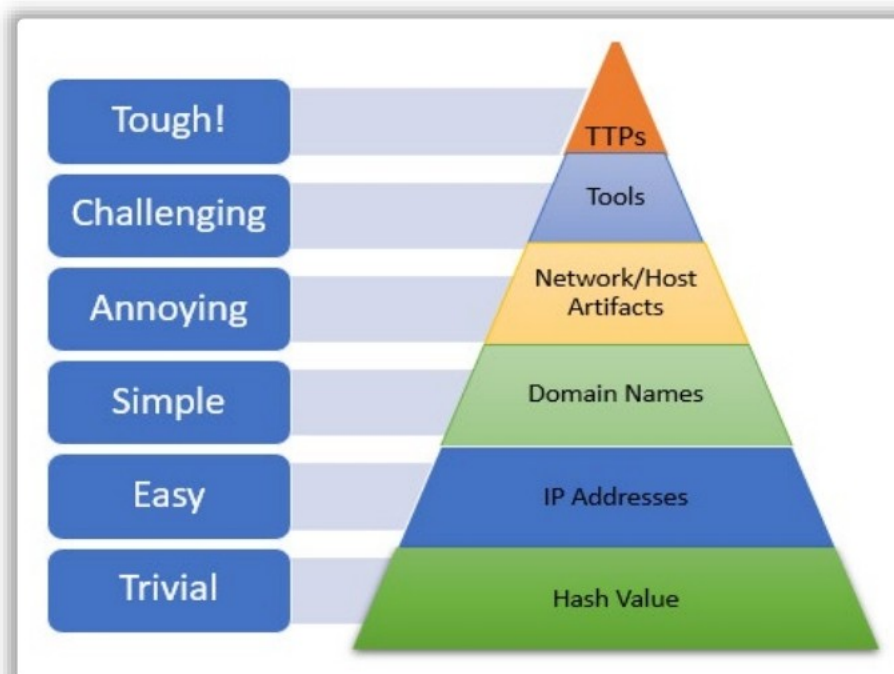 Tough!
TTPs
Challenging
Tools
Annoying
Network/Host
Artifacts
Simple
Domain Names
Easy
IP Addresses
Trivial
Hash Value